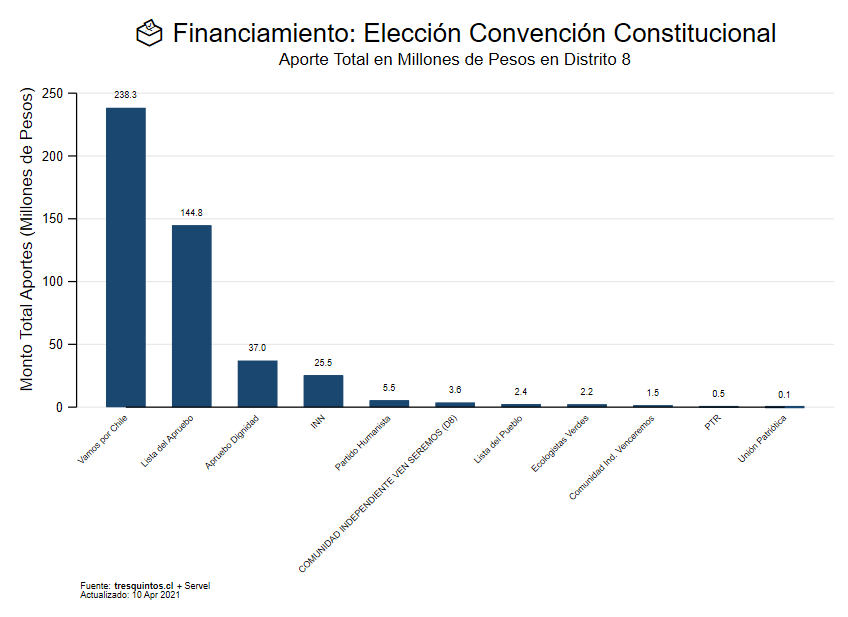 Financiamiento: Elección Convención Constitucional
Aporte Total en Millones de Pesos en Distrito 8
Monto Total Aportes (Millones de Pesos)
250
200
150
100
50
0
238.3
144.8
37.0
25.5
5.5
3.6
2.4
2.2
1.5
0.5
0.1
Vamos por Chile
Lista del Apruebo
Apruebo Dignidad
INN
Partido Humanista
COMUNIDAD INDEPENDIENTE VEN SEREMOS (D8)
Lista del Pueblo
Ecologistas Verdes
Comunidad Ind. Venceremos
PTR
Unión Patriótica
Fuente: tresquintos.cl + Servel
Actualizado: 10 Apr 2021